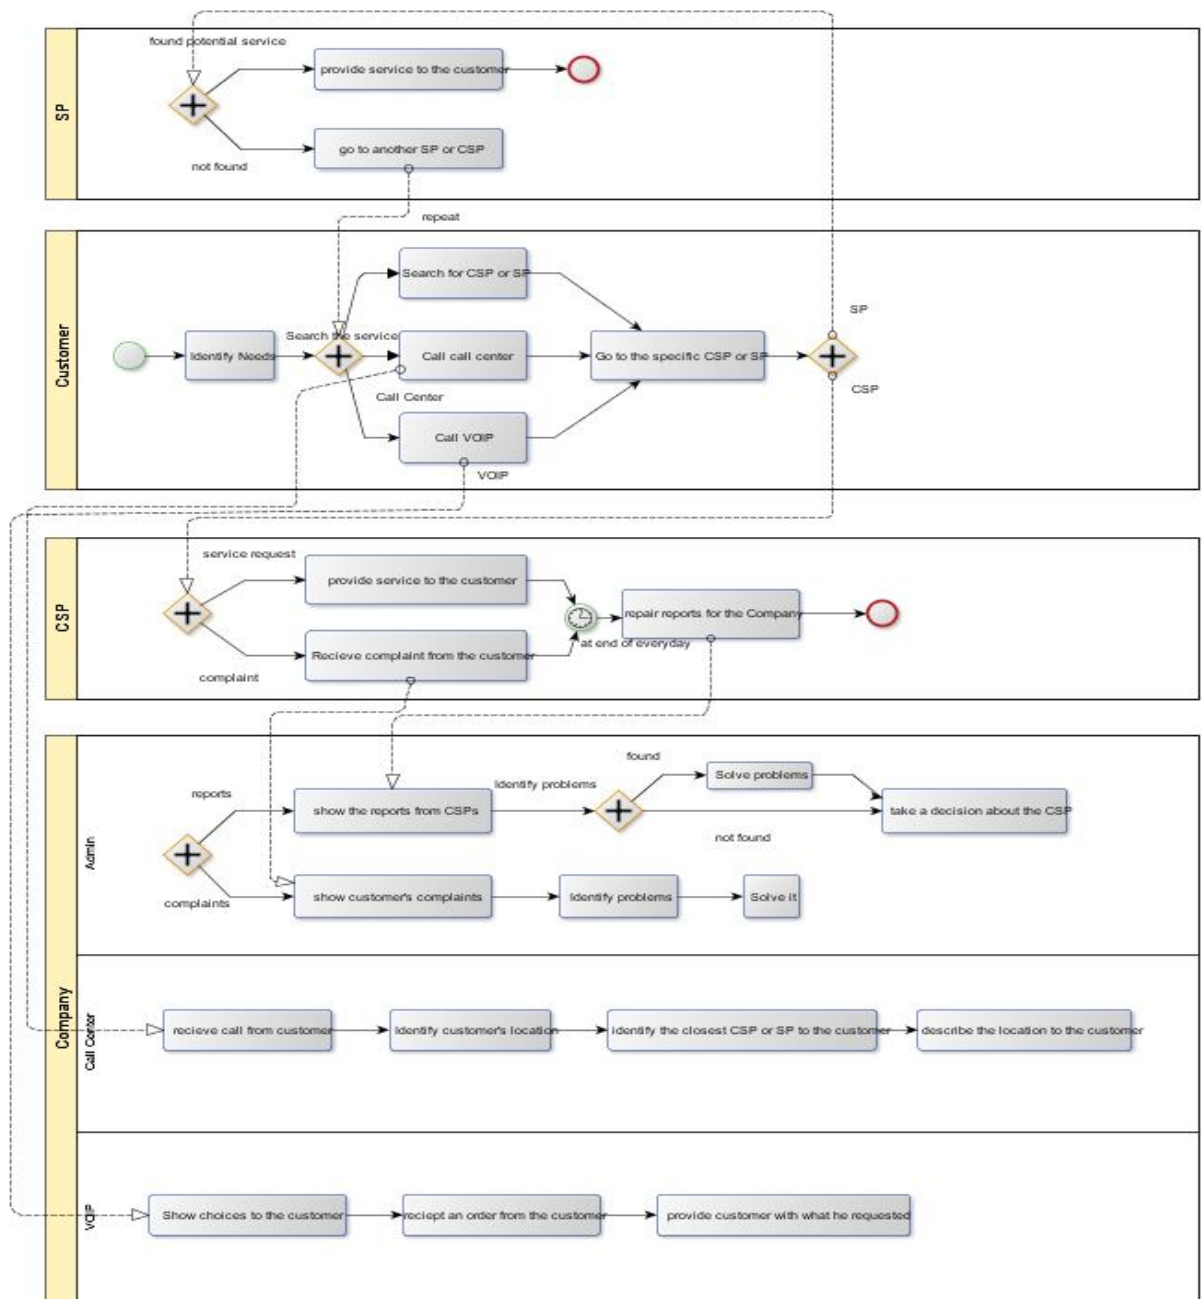 SP
found potential service
provide service to the customer
go to another SP or CSP
not found
repeat
Customer
Identify Needs
Search the service
Search for CSP or SP
Call call center
Call Center
Call VOIP
VOIP
Go to the specific CSP or SP
SP
CSP
CSP
service request
provide service to the customer
Recieve complaint from the customer
complaint
at end of everyday
repair reports for the Company
Company
Admin
reports
show the reports from CSPs
Identify problems
found
Solve problems
not found
take a decision about the CSP
complaints
show customer's complaints
Identify problems
Solve it
Call Center
recieve call from customer
Identify customer's location
identify the closest CSP or SP to the customer
describe the location to the customer
VOIP
Show choices to the customer
reciept an order from the customer
provide customer with what he requested